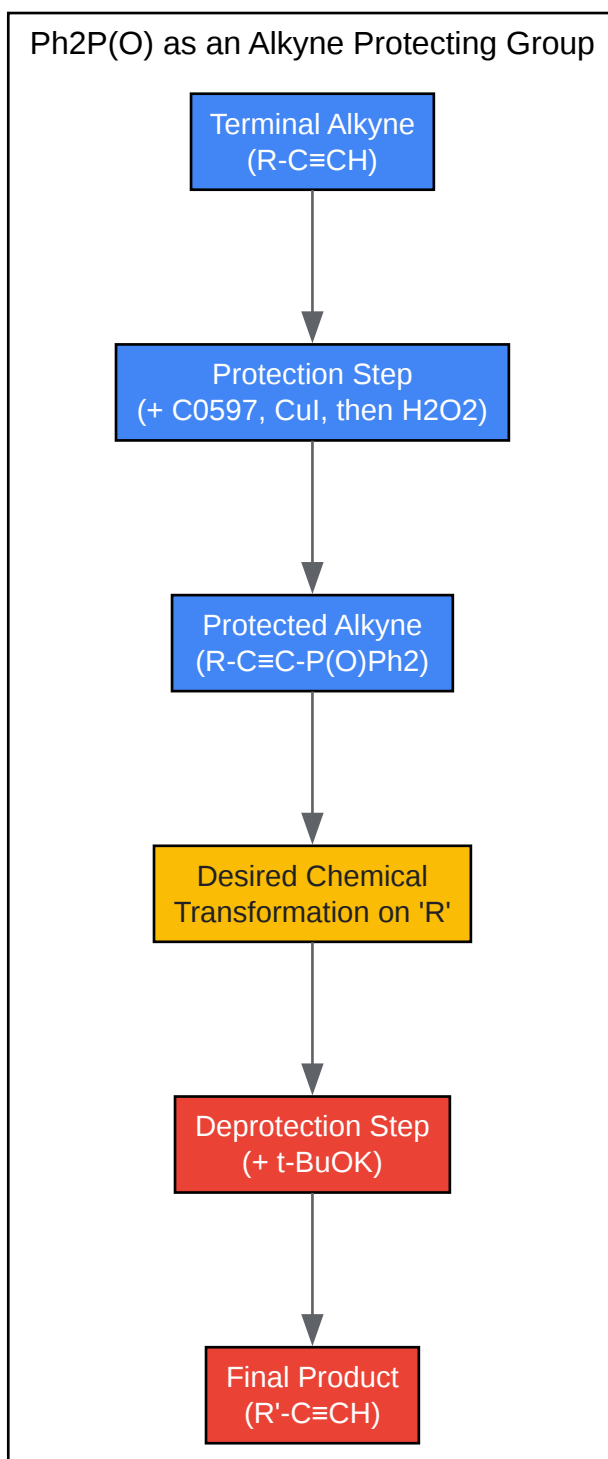 Ph2P(O) as an Alkyne Protecting Group
Terminal Alkyne
(R-C≡CH)
Protection Step
(+ C0597, CuI, then H2O2)
Protected Alkyne
(R-C≡C-P(O)Ph2)
Desired Chemical
Transformation on 'R'
Deprotection Step
(+ t-BuOK)
Final Product
(R'-C≡CH)